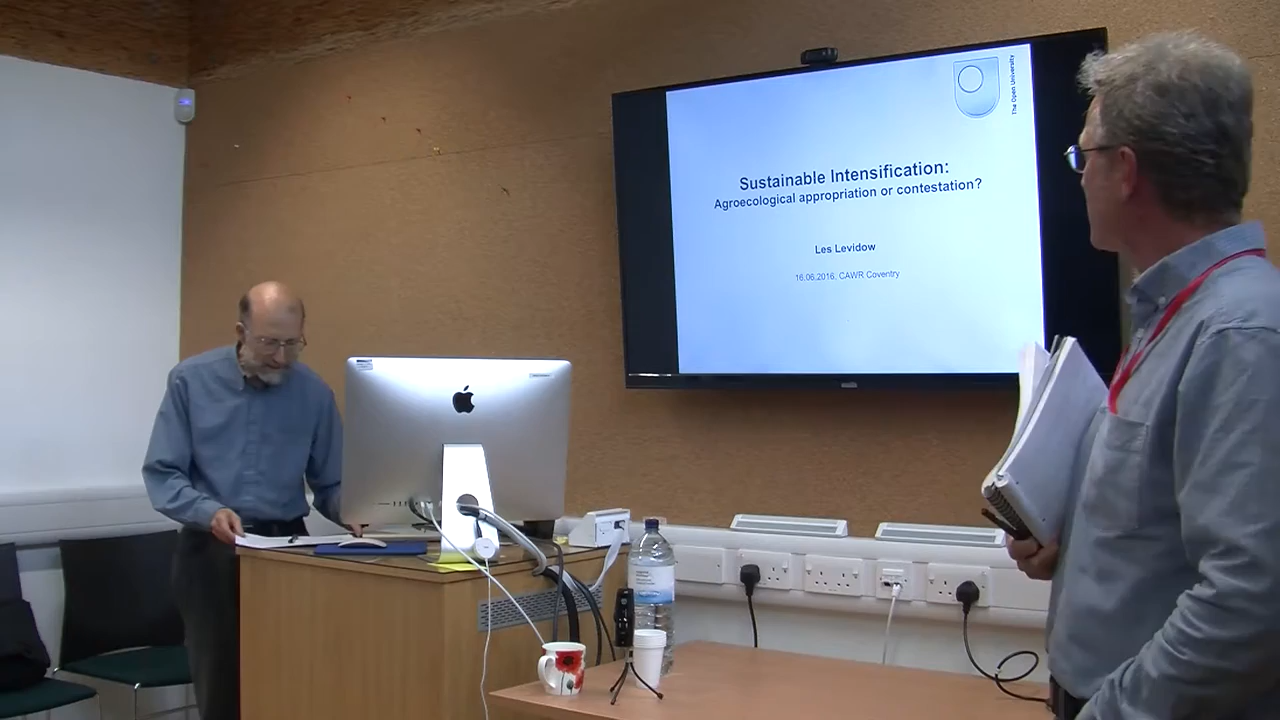 The Open University
Sustainable Intensification:
Agroecological appropriation or contestation?
Les Levidow
16.06.2016. CAWR Coventry